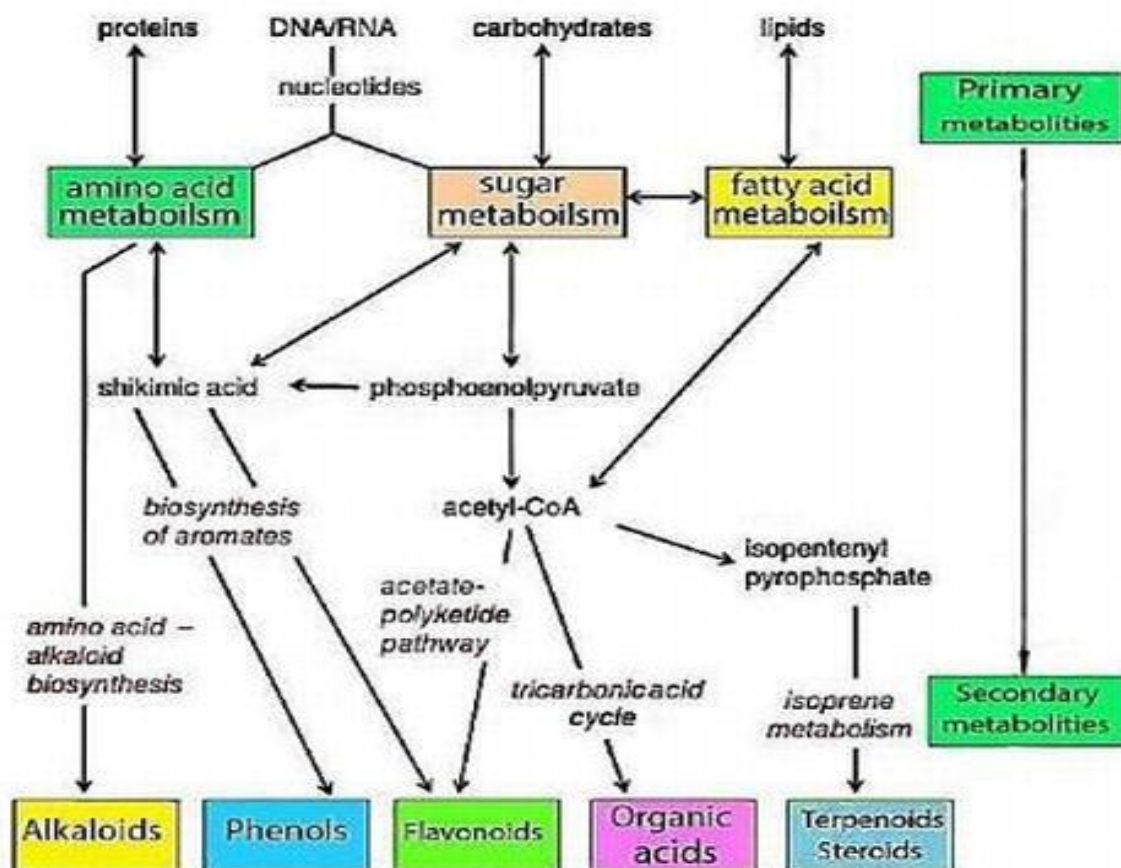 proteins
DNA/RNA
carbohydrates
lipids
nucleotides
Primary
metabolities
amino acid
metaboilsm
sugar
metaboilsm
fatty acid
metaboilsm
shikimic acid
phosphoenolpyruvate
biosynthesis
of aromates
acetyl-CoA
isopentenyl
pyrophosphate
acetate-
polyketide
pathway
amino acid –
alkaloid
biosynthesis
tricarbonic acid
cycle
isoprene
metabolism
Secondary
metabolities
Alkaloids
Phenols
Flavonoids
Organic
acids
Terpenoids
Steroids